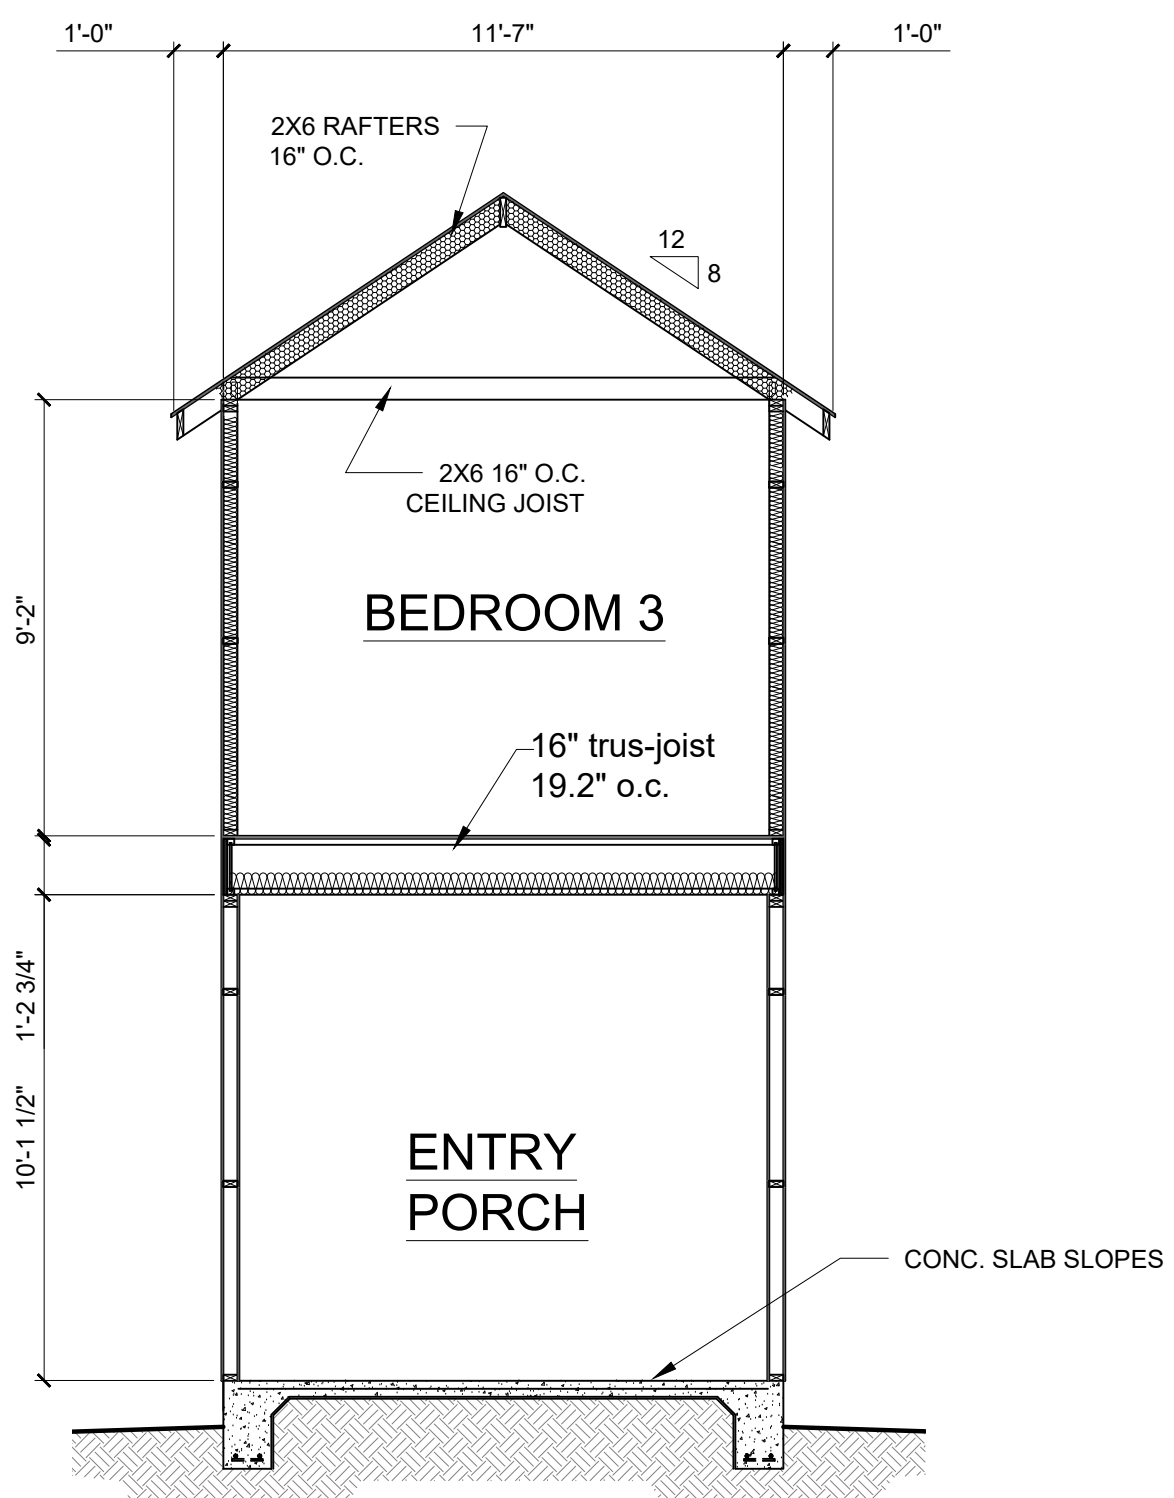 1'-0"
11'-7"
1'-0"
2X6 RAFTERS
16" O.C.
12
8
2X6 16" O.C.
CEILING JOIST
9'-2"
BEDROOM 3
16" trus-joist
19.2" o.c.
1'-2 3/4"
10'-1 1/2"
ENTRY
PORCH
CONC. SLAB SLOPES